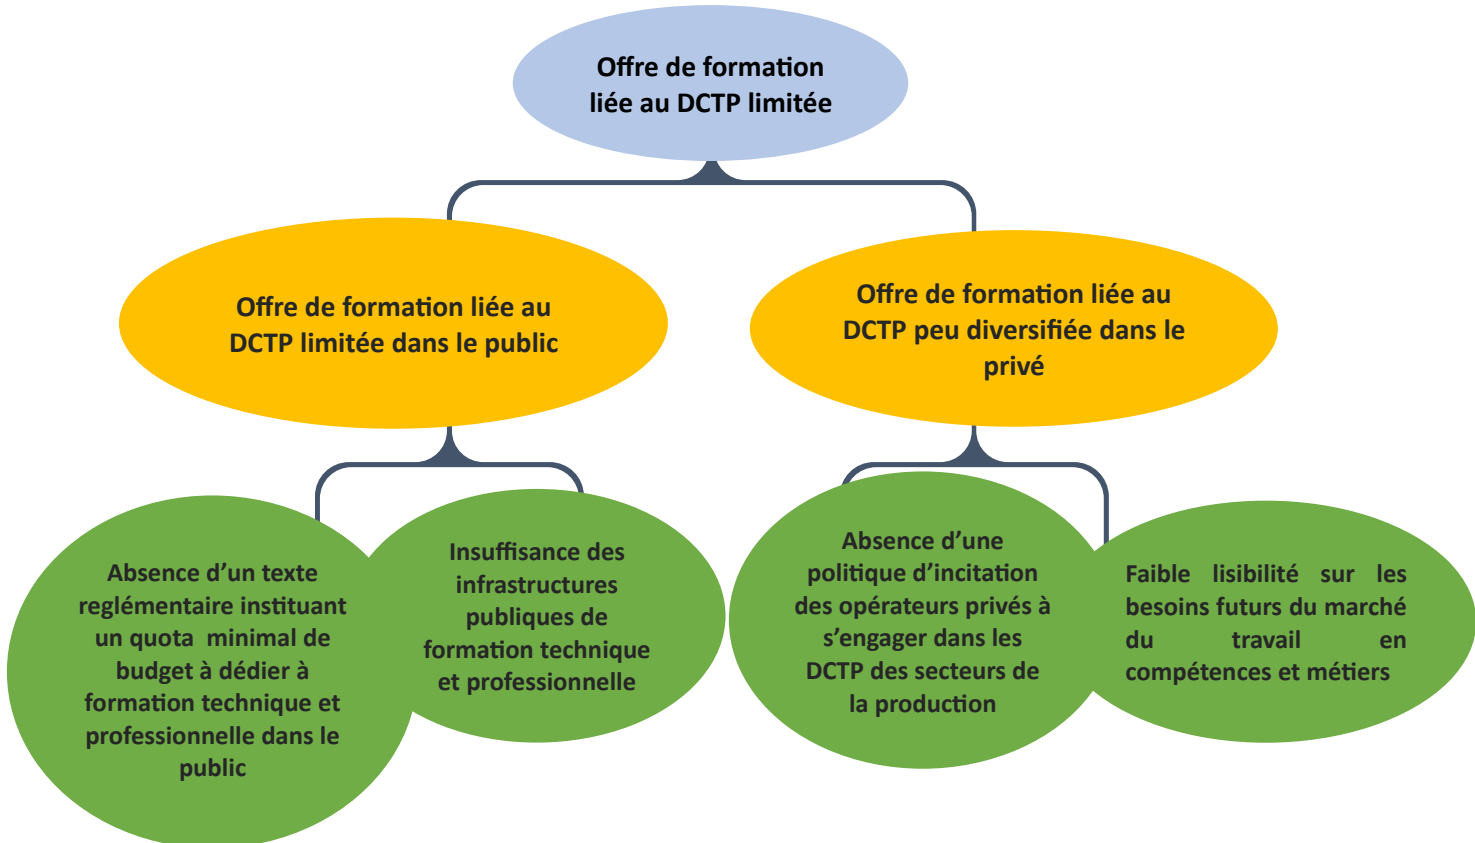 Offre de formation
liée au DCTP limitée
Offre de formation liée au
DCTP limitée dans le public
Offre de formation liée au
DCTP peu diversifiée dans le
privé
Absence d’un texte
reglémentaire instituant
un quota  minimal de
budget à dédier à
formation technique et
professionnelle dans le
public
Insuffisance des
infrastructures
publiques de
formation technique
et professionnelle
Absence d’une
politique d’incitation
des opérateurs privés à
s’engager dans les
DCTP des secteurs de
la production
Faible lisibilité sur les
besoins futurs du marché
du travail en
compétences et métiers